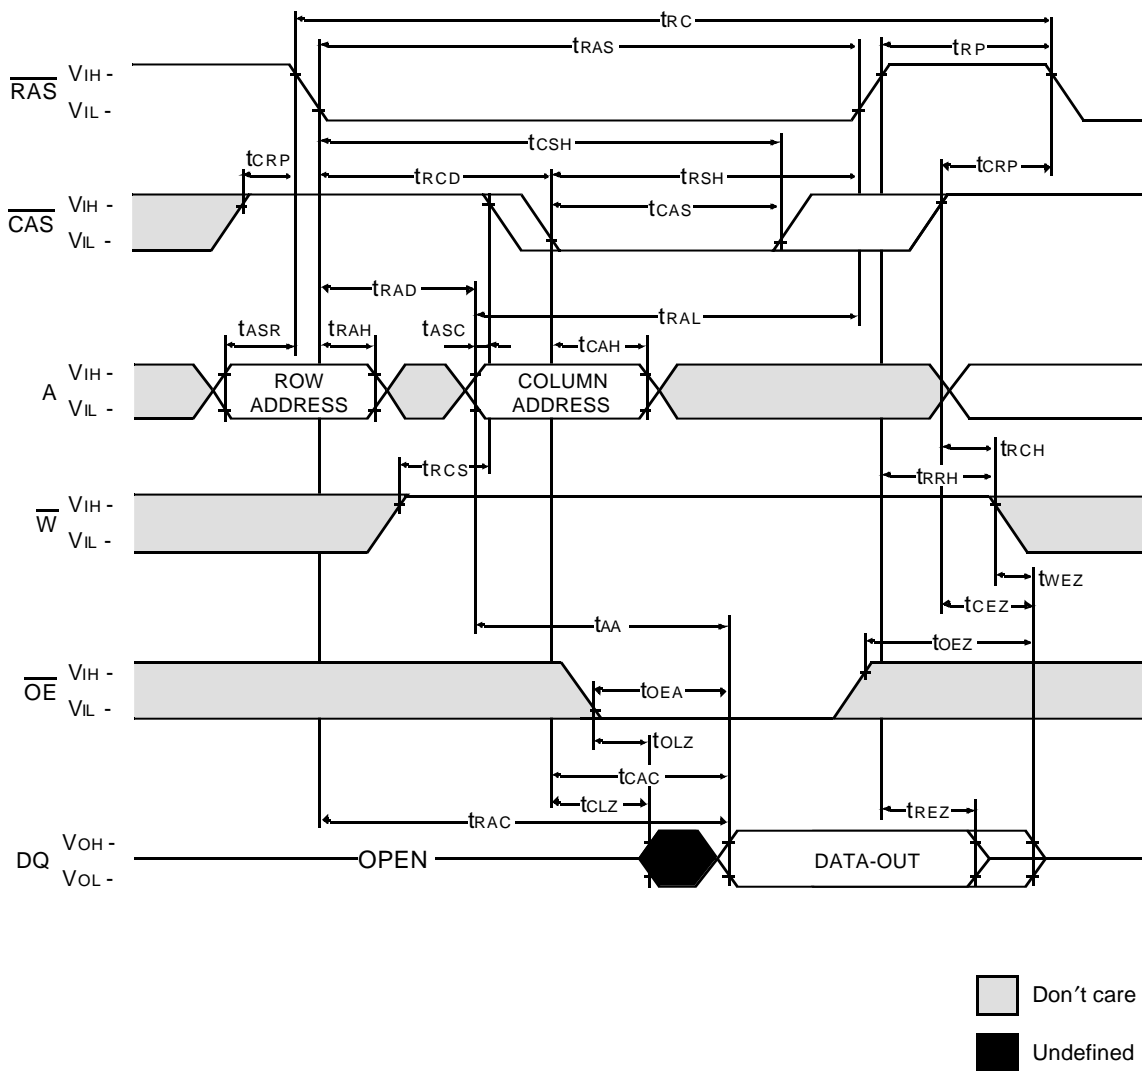 tRC
tRAS
tRP
RAS
VIH -
VIL -
tCSH
tCRP
tRCD
tRSH
tCRP
CAS
VIH -
VIL -
tCAS
tRAD
tRAL
tASR
tRAH
tASC
tCAH
A
VIH -
VIL -
ROW
ADDRESS
COLUMN
ADDRESS
tRCS
tRCH
tRRH
W
VIH -
VIL -
tWEZ
tCEZ
tAA
tOEZ
OE
VIH -
VIL -
tOEA
tOLZ
tCAC
tCLZ
tREZ
tRAC
DQ
VOH -
VOL -
OPEN
DATA-OUT
Don′t care
Undefined